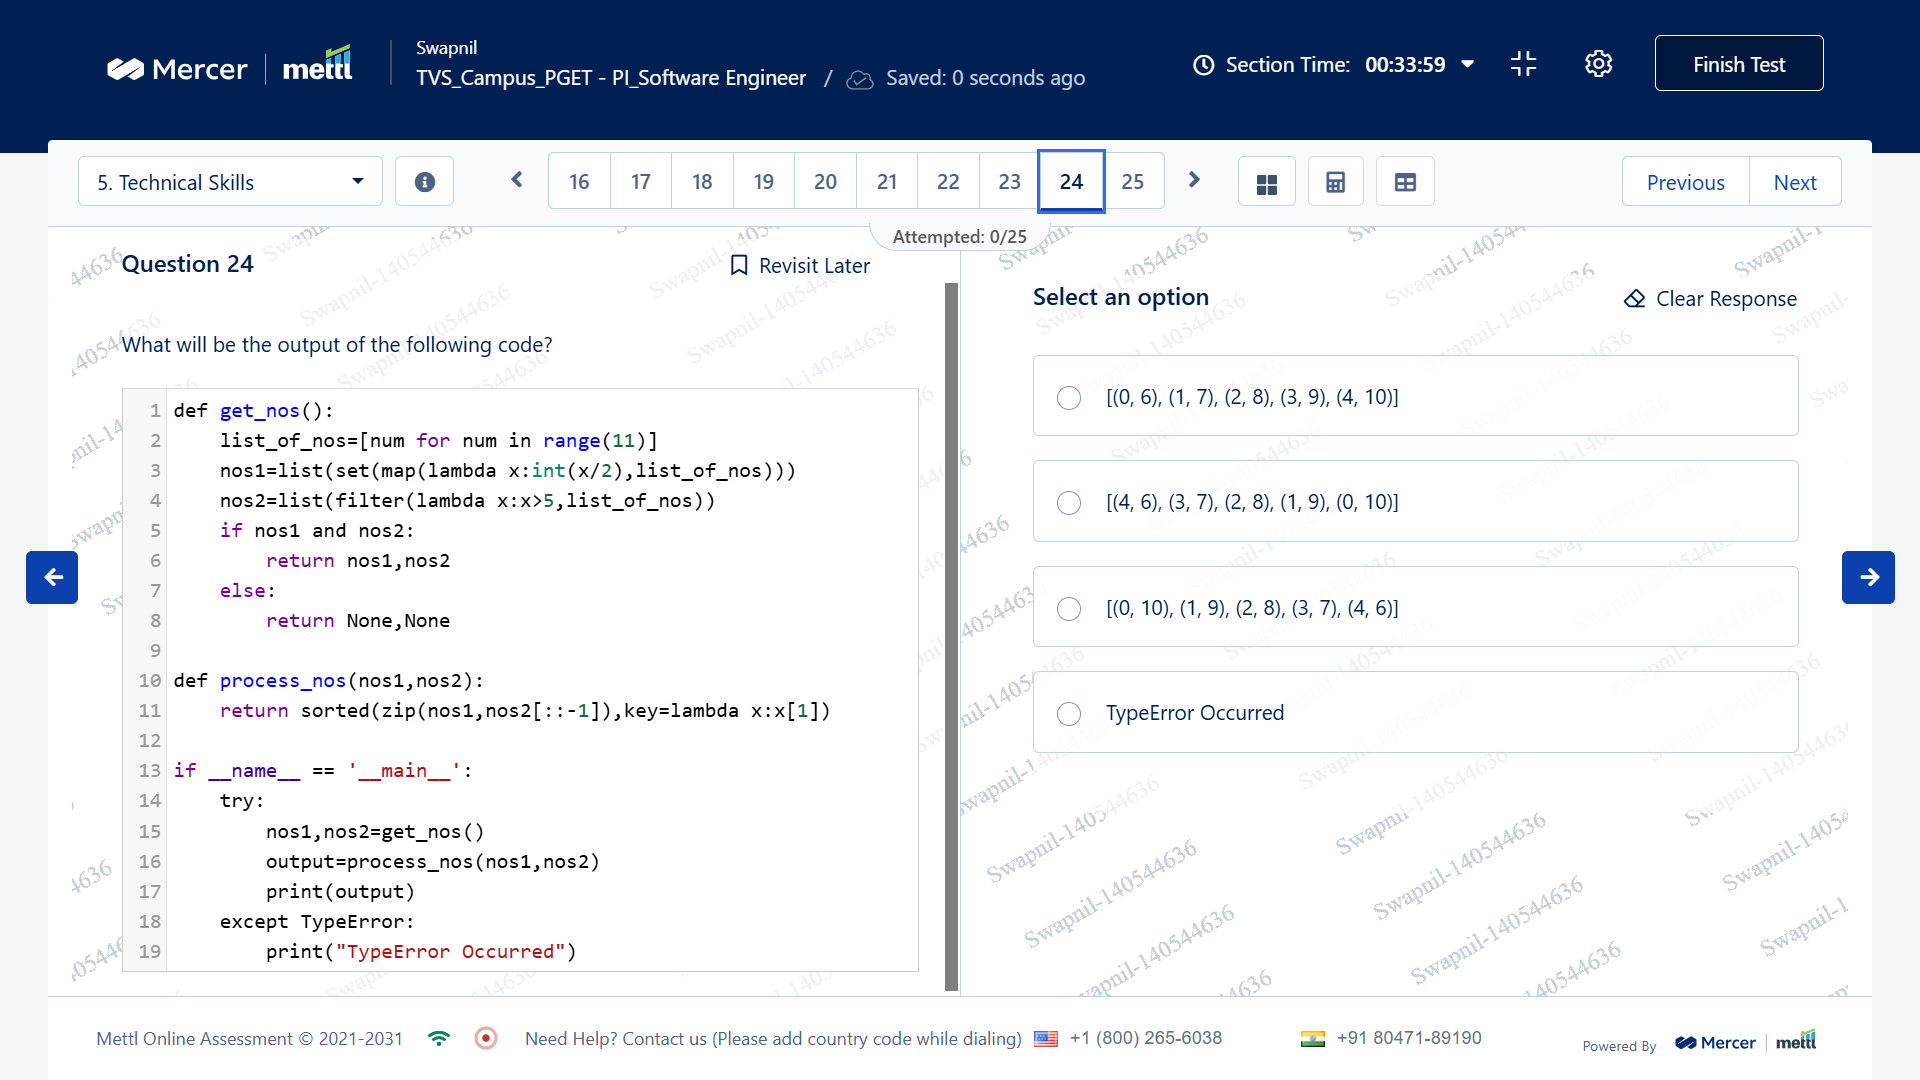 Mercer mettl
Swapnil
TVS_Campus_PGET - PI_Software Engineer / Saved: 0 seconds ago
Section Time: 00:33:59
Finish Test
5. Technical Skills
16 17 18 19 20 21 22 23 24 25
Previous Next
Attempted: 0/25
Question 24
Revisit Later
What will be the output of the following code?
1 def get_nos():
2     list_of_nos=[num for num in range(11)]
3     nos1=list(set(map(lambda x:int(x/2),list_of_nos)))
4     nos2=list(filter(lambda x:x>5,list_of_nos))
5     if nos1 and nos2:
6         return nos1,nos2
7     else:
8         return None,None
9
10 def process_nos(nos1,nos2):
11     return sorted(zip(nos1,nos2[::-1]),key=lambda x:x[1])
12
13 if __name__ == '__main__':
14     try:
15         nos1,nos2=get_nos()
16         output=process_nos(nos1,nos2)
17         print(output)
18     except TypeError:
19         print("TypeError Occurred")
Select an option
Clear Response
[(0, 6), (1, 7), (2, 8), (3, 9), (4, 10)]
[(4, 6), (3, 7), (2, 8), (1, 9), (0, 10)]
[(0, 10), (1, 9), (2, 8), (3, 7), (4, 6)]
TypeError Occurred
Swapnil-140544636
Mettl Online Assessment © 2021-2031
Need Help? Contact us (Please add country code while dialing)
+1 (800) 265-6038
+91 80471-89190
Powered By
Mercer mettl